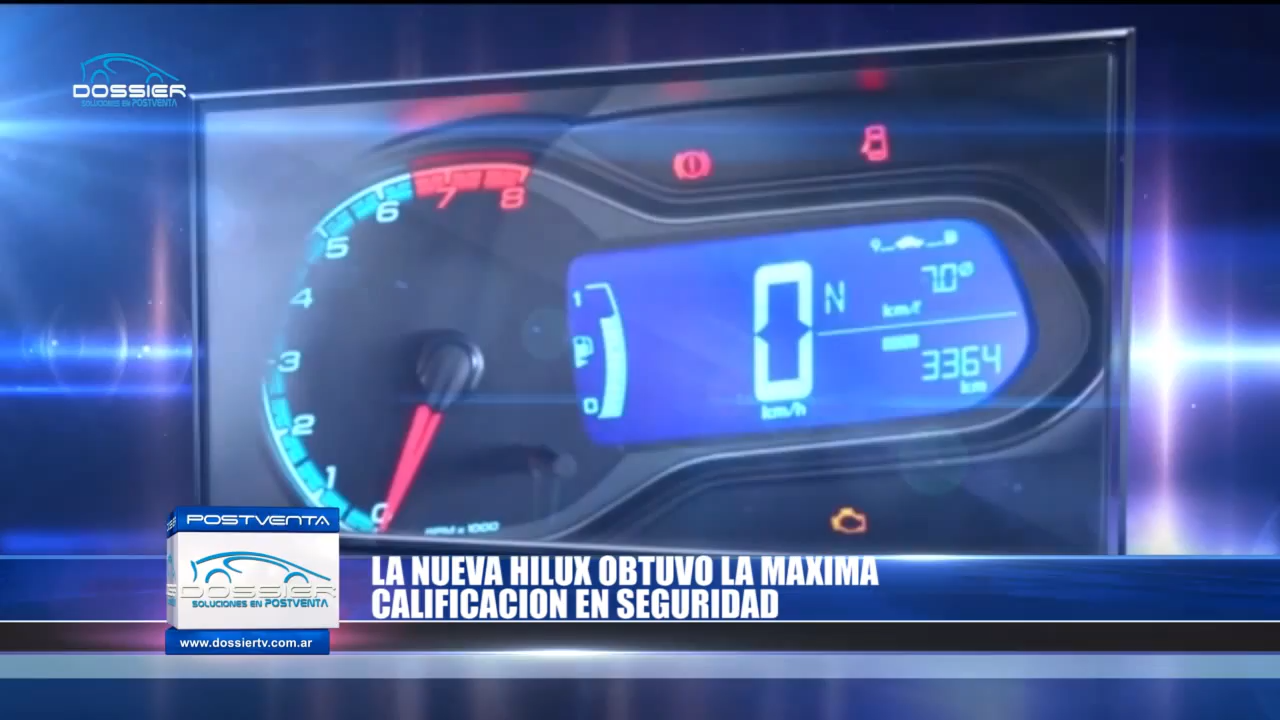 DOSSIER
SOLUCIONES EN POSTVENTA
8
7
6
5
4
3
2
1
0
RPM x 1000
1
0
0
km/h
N
7.0
km/l
3364
km
POSTVENTA
DOSSIER
SOLUCIONES EN POSTVENTA
www.dossiertv.com.ar
LA NUEVA HILUX OBTUVO LA MAXIMA
CALIFICACION EN SEGURIDAD